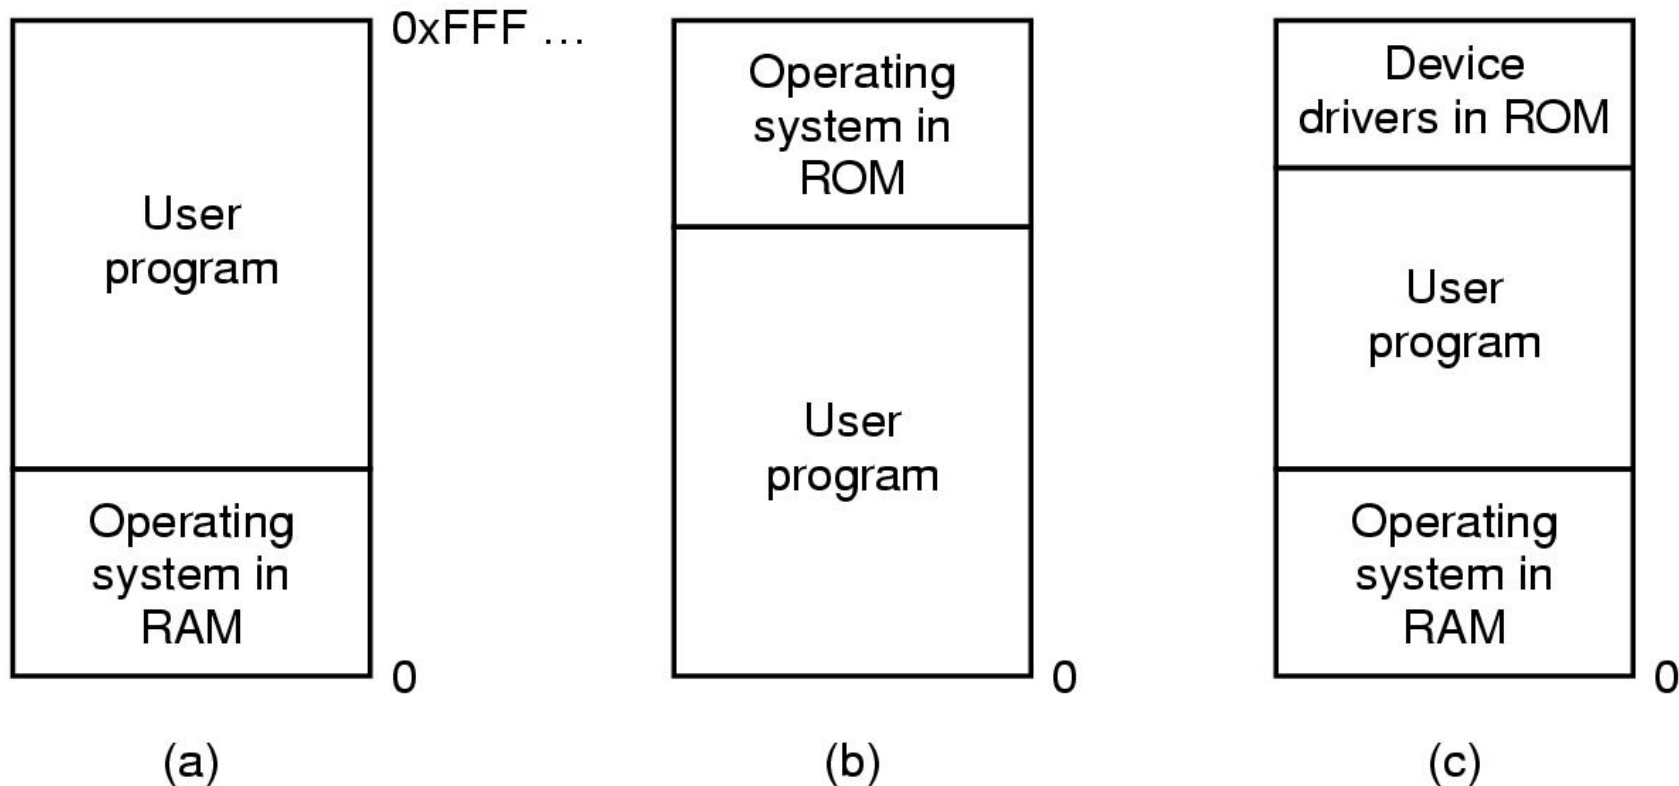 0xFFF ...
User
program
Operating
system in
RAM
0
(a)
Operating
system in
ROM
User
program
0
(b)
Device
drivers in ROM
User
program
Operating
system in
RAM
0
(c)